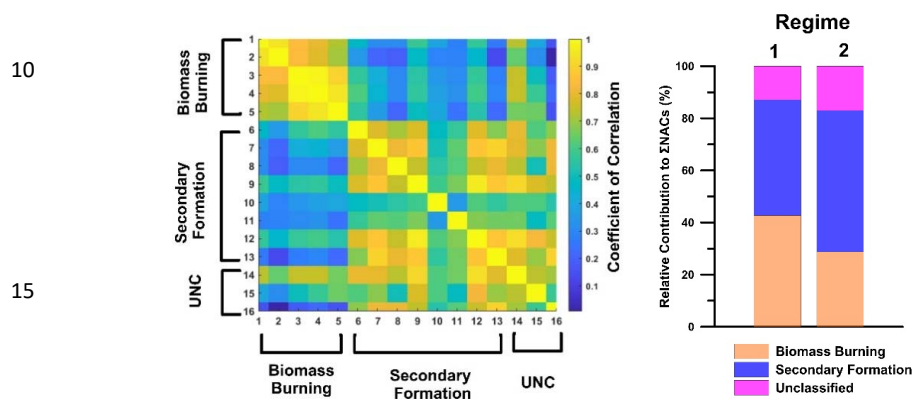 10
15
Biomass
Burning
Secondary
Formation
UNC
1
2
3
4
5
6
7
8
9
10
11
12
13
14
15
16
1 2 3 4 5 6 7 8 9 10 11 12 13 14 15 16
Biomass
Burning
Secondary
Formation
UNC
1
0.9
0.8
0.7
0.6
0.5
0.4
0.3
0.2
0.1
Coefficient of Correlation
Regime
1 2
Relative Contribution to ΣNACs (%)
100
80
60
40
20
0
Biomass Burning
Secondary Formation
Unclassified